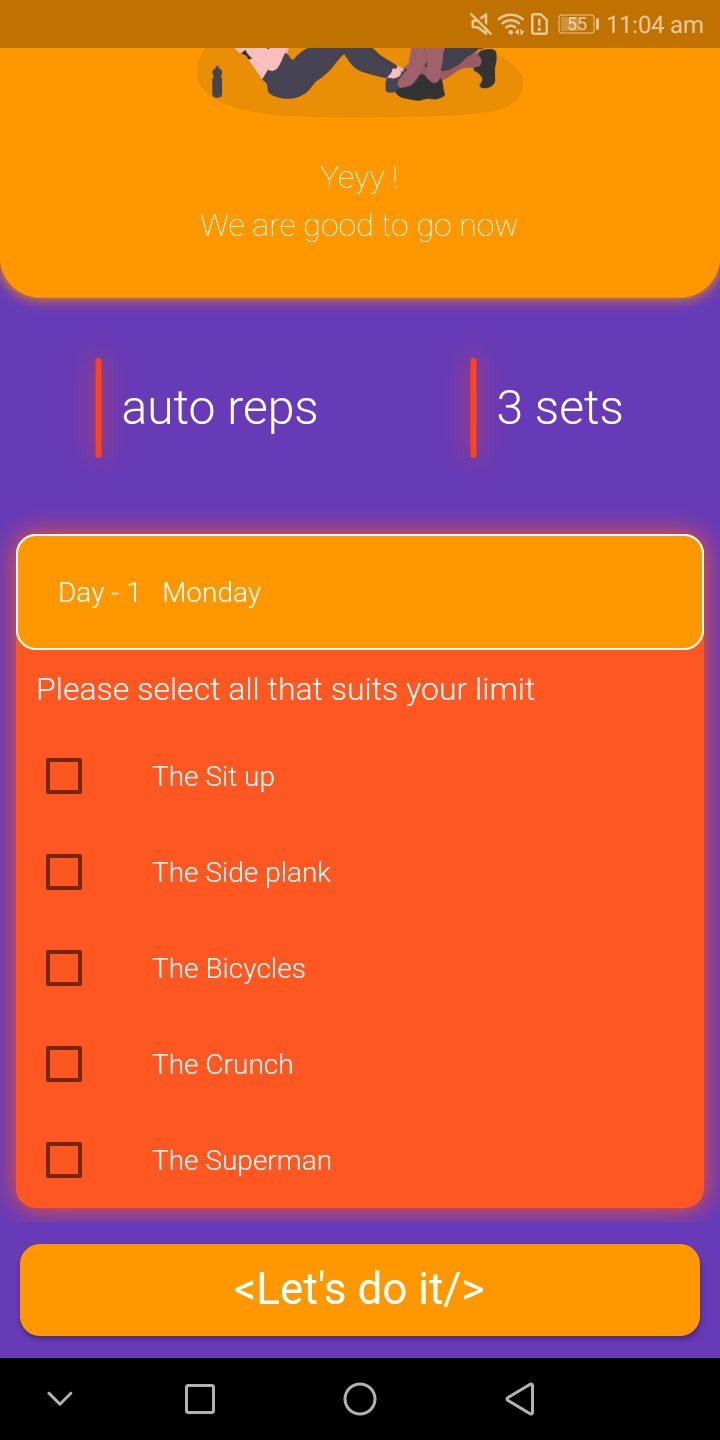 55 11:04 am
Yeyy !
We are good to go now
auto reps
3 sets
Day - 1 Monday
Please select all that suits your limit
The Sit up
The Side plank
The Bicycles
The Crunch
The Superman
<Let's do it/>